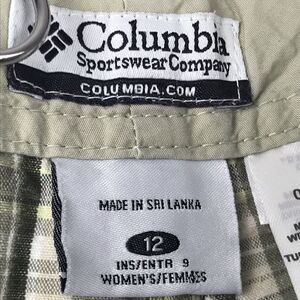 Columbia
Sportswear Company
COLUMBIA.COM
MADE IN SRI LANKA
12
INS/ENTR 9
WOMEN'S/FEMMES